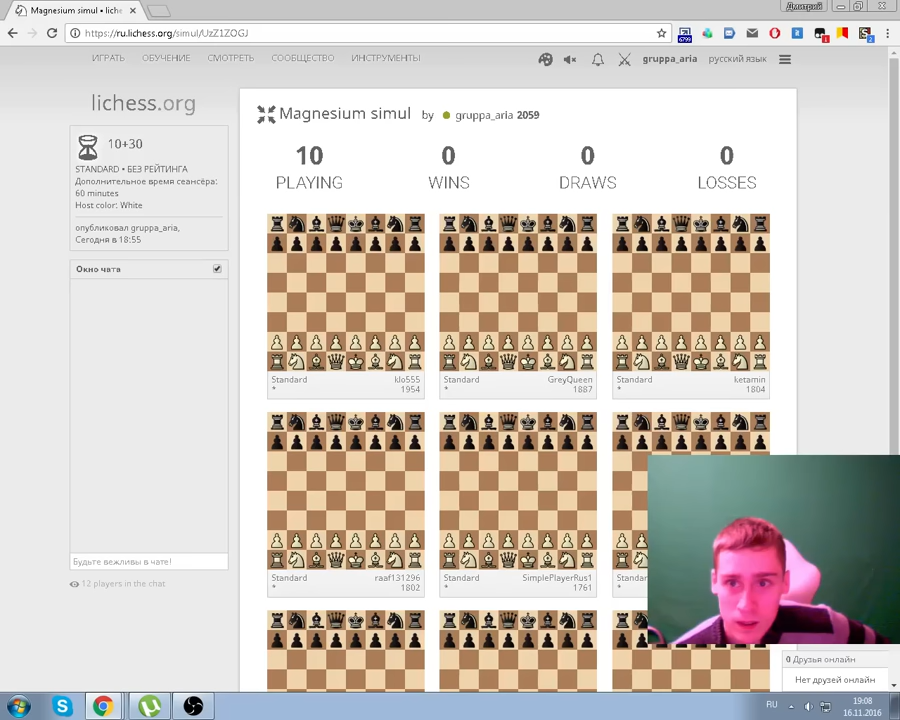 Magnesium simul • liche
Дмитрий
https://ru.lichess.org/simul/UzZ1ZOGJ
6799
1
2
ИГРАТЬ ОБУЧЕНИЕ СМОТРЕТЬ СООБЩЕСТВО ИНСТРУМЕНТЫ
gruppa_aria русский язык
lichess.org
10+30
STANDARD • БЕЗ РЕЙТИНГА
Дополнительное время сеансёра:
60 minutes
Host color: White
опубликовал gruppa_aria,
Сегодня в 18:55
Окно чата
Будьте вежливы в чате!
12 players in the chat
Magnesium simul by gruppa_aria 2059
10 0 0 0
PLAYING WINS DRAWS LOSSES
Standard klo555
* 1954
Standard GreyQueen
* 1887
Standard ketamin
* 1804
Standard raaf131296
* 1802
Standard SimplePlayerRus1
* 1761
*
0 Друзья онлайн
Нет друзей онлайн
RU
19:08
16.11.2016